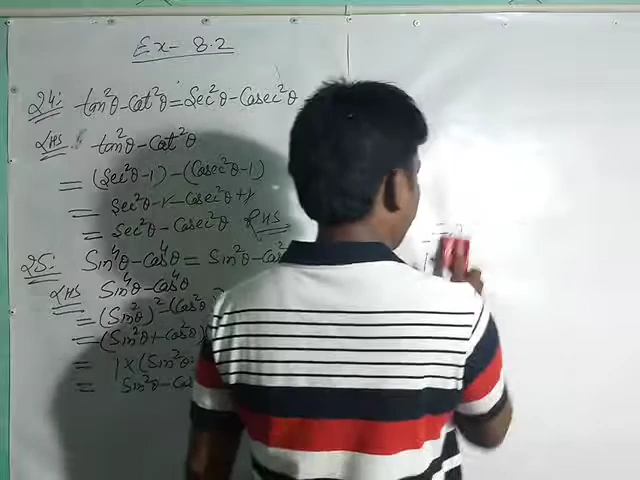 Ex- 8.2
24: tan²θ-Cot²θ=Sec²θ-Cosec²θ
LHS tan²θ-Cot²θ
= (Sec²θ-1)-(Cosec²θ-1)
= Sec²θ-1-Cosec²θ+1
= Sec²θ-Cosec²θ RHS
25: Sin⁴θ-Cos⁴θ = Sin²θ-Cos²
LHS Sin⁴θ-Cos⁴θ
=(Sin²θ)²-(Cos²θ
=(Sin²θ+Cos²θ)(
= 1×(Sin²θ-
= Sin²θ-Cos